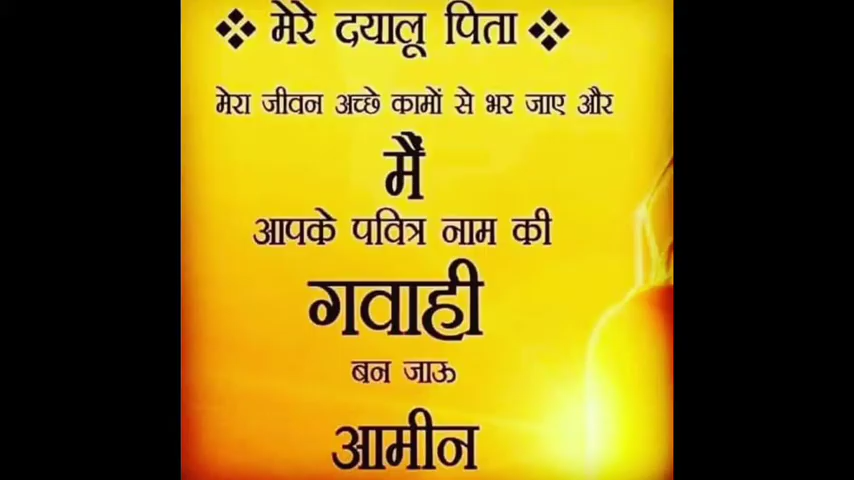 ❖ मेरे दयालू पिता ❖
मेरा जीवन अच्छे कामों से भर जाए और
मैं
आपके पवित्र नाम की
गवाही
बन जाऊ
आमीन